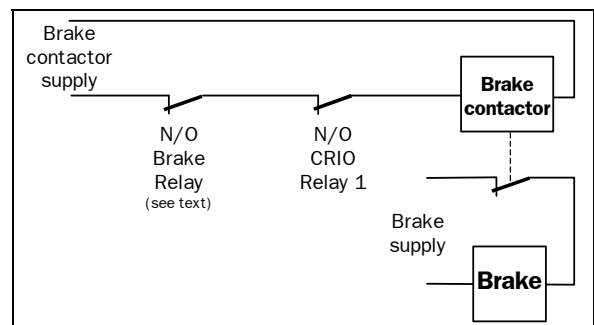 Brake
contactor
supply
Brake
contactor
N/O
Brake
Relay
(see text)
N/O
CRIO
Relay 1
Brake
supply
Brake